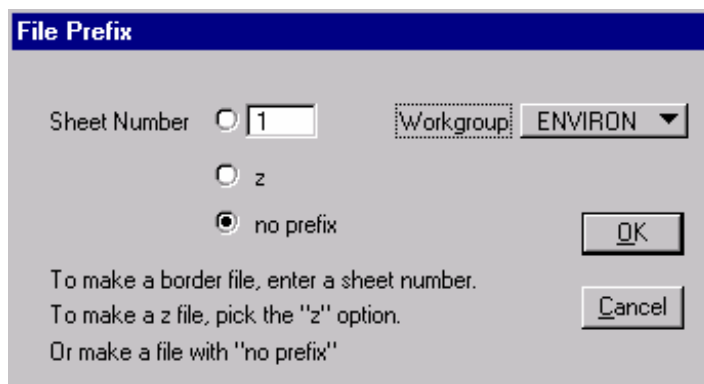 File Prefix
Sheet Number 1 Workgroup ENVIRON
z
no prefix
OK
To make a border file, enter a sheet number.
To make a z file, pick the "z" option.
Cancel
Or make a file with "no prefix"